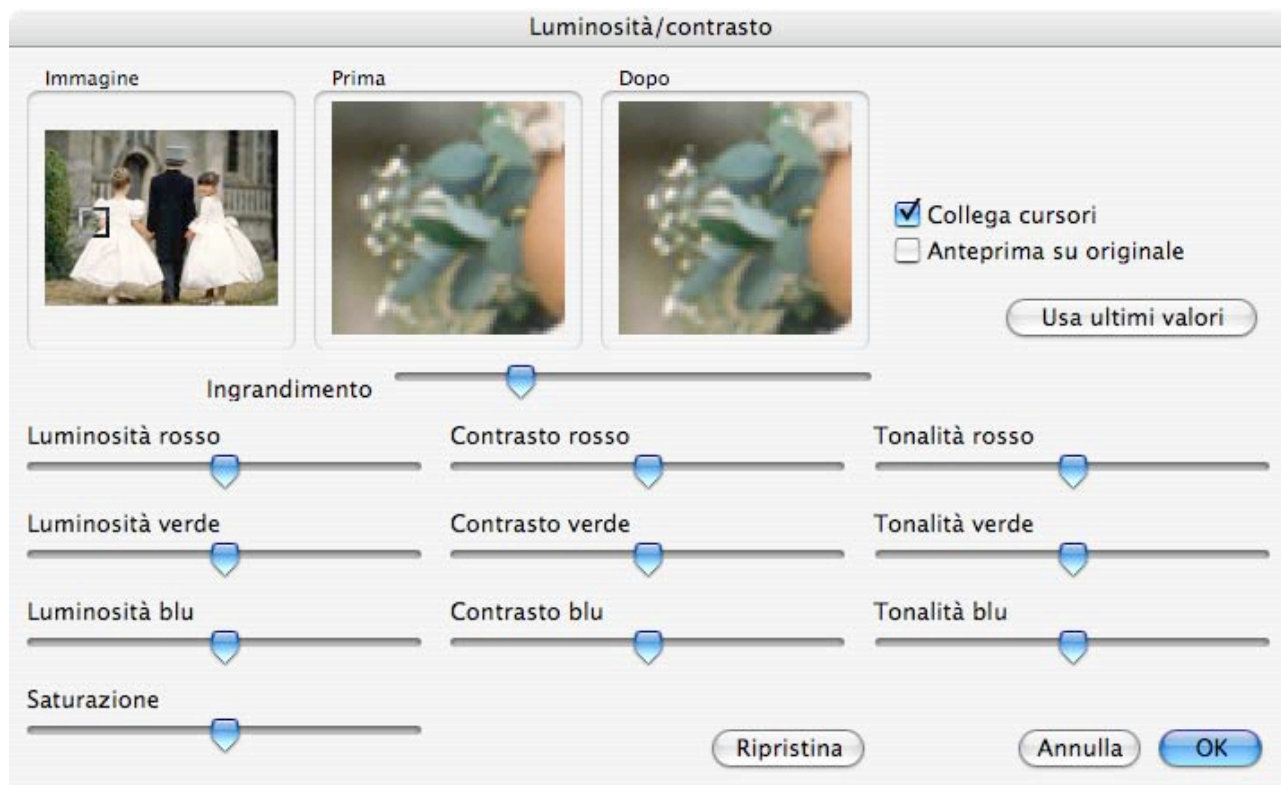 Luminosità/contrasto
Immagine
Prima
Dopo
Collega cursori
Anteprima su originale
Usa ultimi valori
Ingrandimento
Luminosità rosso
Contrasto rosso
Tonalità rosso
Luminosità verde
Contrasto verde
Tonalità verde
Luminosità blu
Contrasto blu
Tonalità blu
Saturazione
Ripristina
Annulla
OK